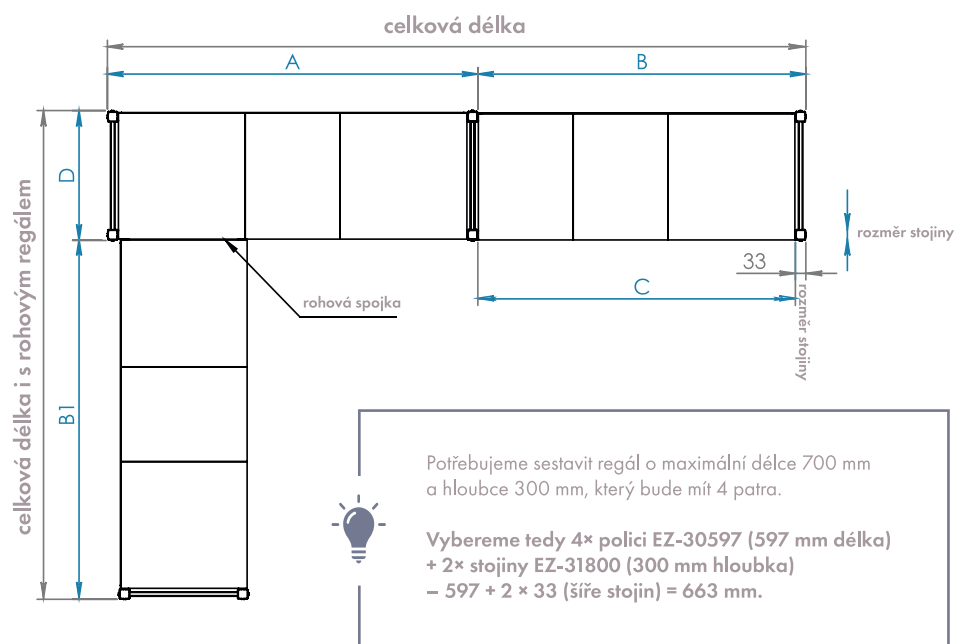 celková délka
A
B
D
celková délka i s rohovým regálem
rozměr stojiny
33
C
rohová spojka
rozměr stojiny
B1
Potřebujeme sestavit regál o maximální délce 700 mm
a hloubce 300 mm, který bude mít 4 patra.
Vybereme tedy 4× polici EZ-30597 (597 mm délka)
+ 2× stojiny EZ-31800 (300 mm hloubka)
– 597 + 2 × 33 (šíře stojin) = 663 mm.